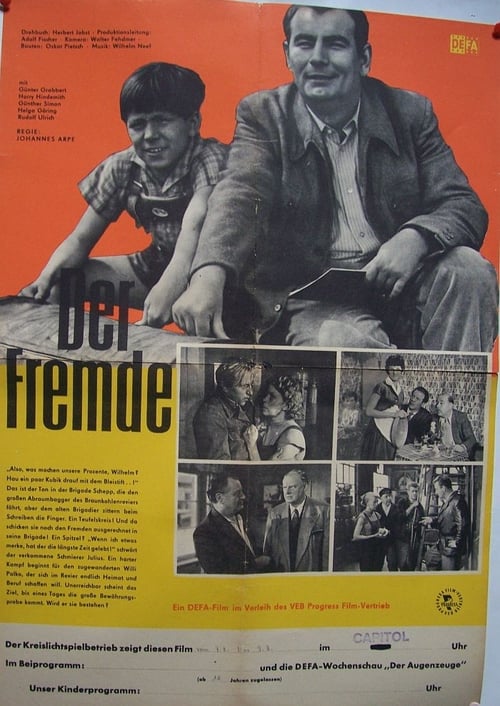 Drehbuch: Herbert Jobst · Produktionsleitung:
Adolf Fischer · Kamera: Walter Fehdmer
Bauten: Oskar Pietsch · Musik: Wilhelm Neef
DEFA
mit
Günter Grabbert
Harry Hindemith
Günther Simon
Helga Göring
Rudolf Ulrich
REGIE:
JOHANNES ARPE
Der
Fremde
„Also, was machen unsere Prozente, Wilhelm?
Hau ein paar Kubik drauf mit dem Bleistift . .!"
Das ist der Ton in der Brigade Schepp, die den
großen Abraumbagger des Braunkohlenreviers
fährt, aber dem alten Brigadier zittern beim
Schreiben die Finger. Ein Teufelskreis! Und da
schicken sie noch den Fremden ausgerechnet in
seine Brigade! Ein Spitzel? „Wenn ich etwas
merke, hat der die längste Zeit gelebt!" schwört
der verkommene Schmierer Julius. Ein harter
Kampf beginnt für den zugewanderten Willi
Palko, der sich im Revier endlich Heimat und
Beruf schaffen will. Unerreichbar scheint das
Ziel, bis eines Tages die große Bewährungs-
probe kommt. Wird er sie bestehen?
Ein DEFA-Film im Verleih des VEB Progress Film-Vertrieb
PROGRESS
Der Kreislichtspielbetrieb zeigt diesen Film im CAPITOL Uhr
Im Beiprogramm: und die DEFA-Wochenschau „Der Augenzeuge"
(ab Jahren zugelassen)
Unser Kinderprogramm: Uhr